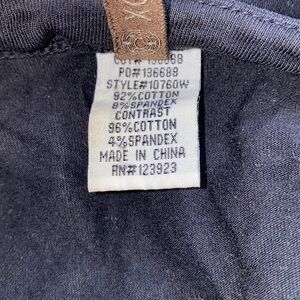 PO#136688
STYLE#10760W
92%COTTON
8%SPANDEX
CONTRAST
96%COTTON
4%SPANDEX
MADE IN CHINA
RN#123923